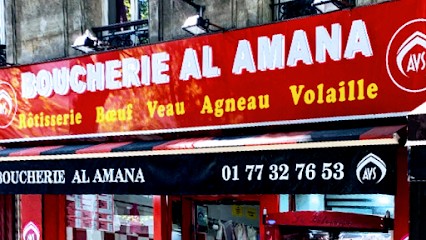 BOUCHERIE AL AMANA
AVS
Rôtisserie Bœuf Veau Agneau Volaille
BOUCHERIE AL AMANA 01 77 32 76 53 AVS